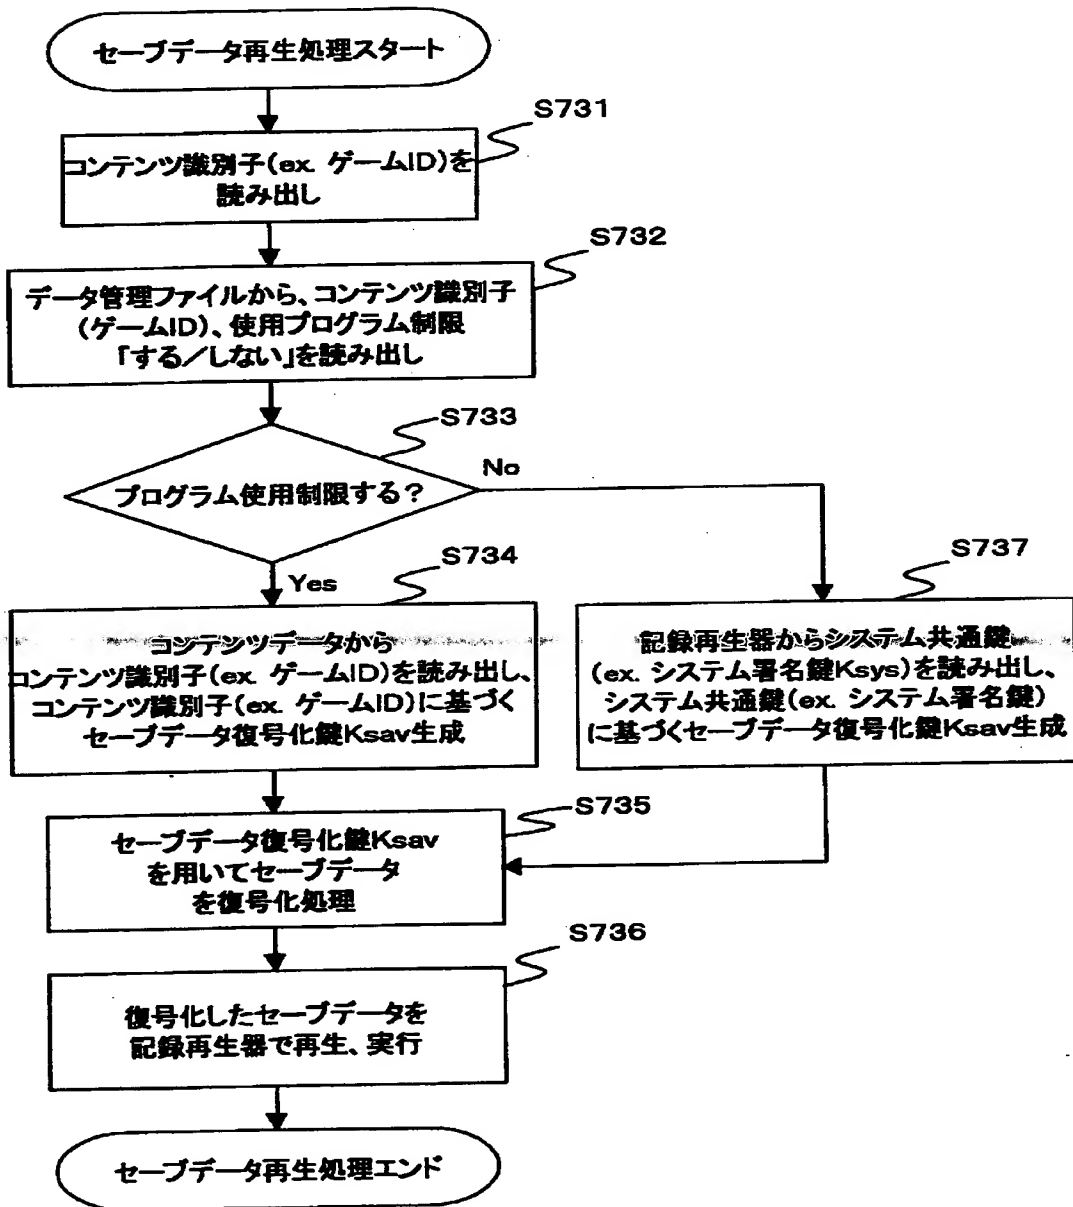 セーブデータ再生処理スタート
S731
コンテンツ識別子(ex. ゲームID)を
読み出し
S732
データ管理ファイルから、コンテンツ識別子
(ゲームID)、使用プログラム制限
「する／しない」を読み出し
S733
プログラム使用制限する？
No
Yes
S734
コンテンツデータから
コンテンツ識別子(ex. ゲームID)を読み出し、
コンテンツ識別子(ex. ゲームID)に基づく
セーブデータ復号化鍵Ksav生成
S737
記録再生器からシステム共通鍵
(ex. システム署名鍵Ksys)を読み出し、
システム共通鍵(ex. システム署名鍵)
に基づくセーブデータ復号化鍵Ksav生成
S735
セーブデータ復号化鍵Ksav
を用いてセーブデータ
を復号化処理
S736
復号化したセーブデータを
記録再生器で再生、実行
セーブデータ再生処理エンド